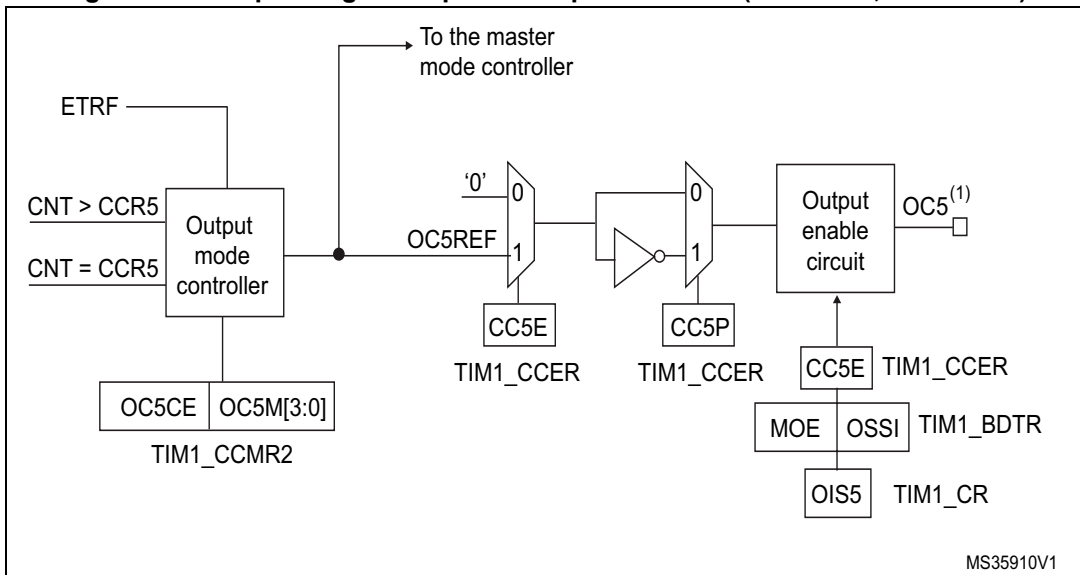 To the master
mode controller
ETRF
CNT > CCR5
CNT = CCR5
Output
mode
controller
OC5REF
'0'
0
1
0
1
Output
enable
circuit
OC5(1)
CC5E
TIM1_CCER
CC5P
TIM1_CCER
CC5E
TIM1_CCER
OC5CE
OC5M[3:0]
TIM1_CCMR2
MOE
OSSI
TIM1_BDTR
OIS5
TIM1_CR
MS35910V1